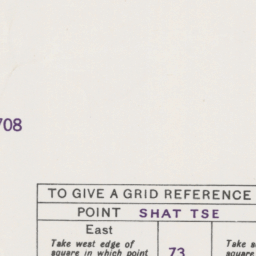 708
TO GIVE A GRID REFERENCE
POINT SHAT TSE
East
Take west edge of
square in which point
73
Take